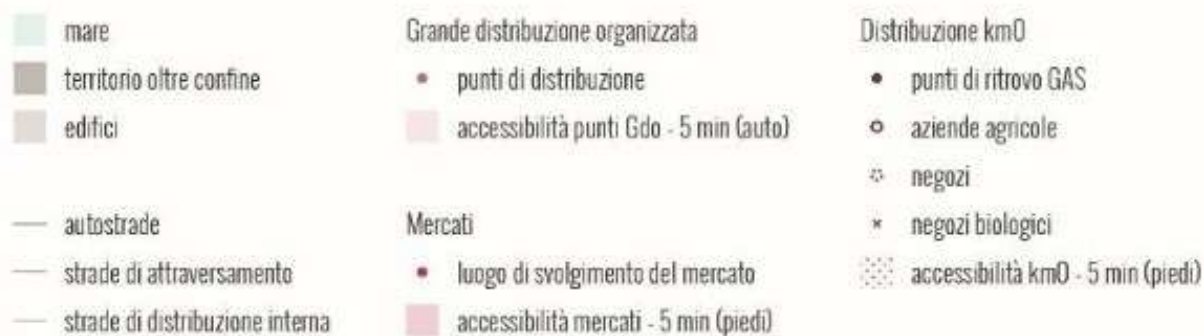 mare
territorio oltre confine
edifici
autostrade
strade di attraversamento
strade di distribuzione interna
Grande distribuzione organizzata
punti di distribuzione
accessibilità punti Gdo - 5 min (auto)
Mercati
luogo di svolgimento del mercato
accessibilità mercati - 5 min (piedi)
Distribuzione km0
punti di ritrovo GAS
aziende agricole
negozi
negozi biologici
accessibilità km0 - 5 min (piedi)